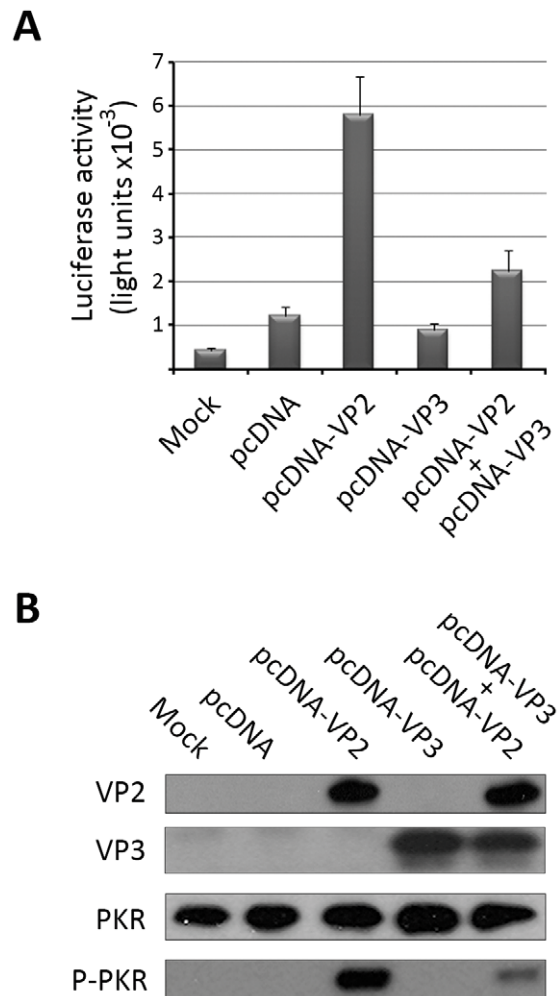 A
Luciferase activity
(light units x10-3)
7
6
5
4
3
2
1
Mock
pcDNA
pcDNA-VP2
pcDNA-VP3
pcDNA-VP2
+
pcDNA-VP3
B
Mock
pcDNA
pcDNA-VP2
pcDNA-VP3
pcDNA-VP3
+
pcDNA-VP2
VP2
VP3
PKR
P-PKR